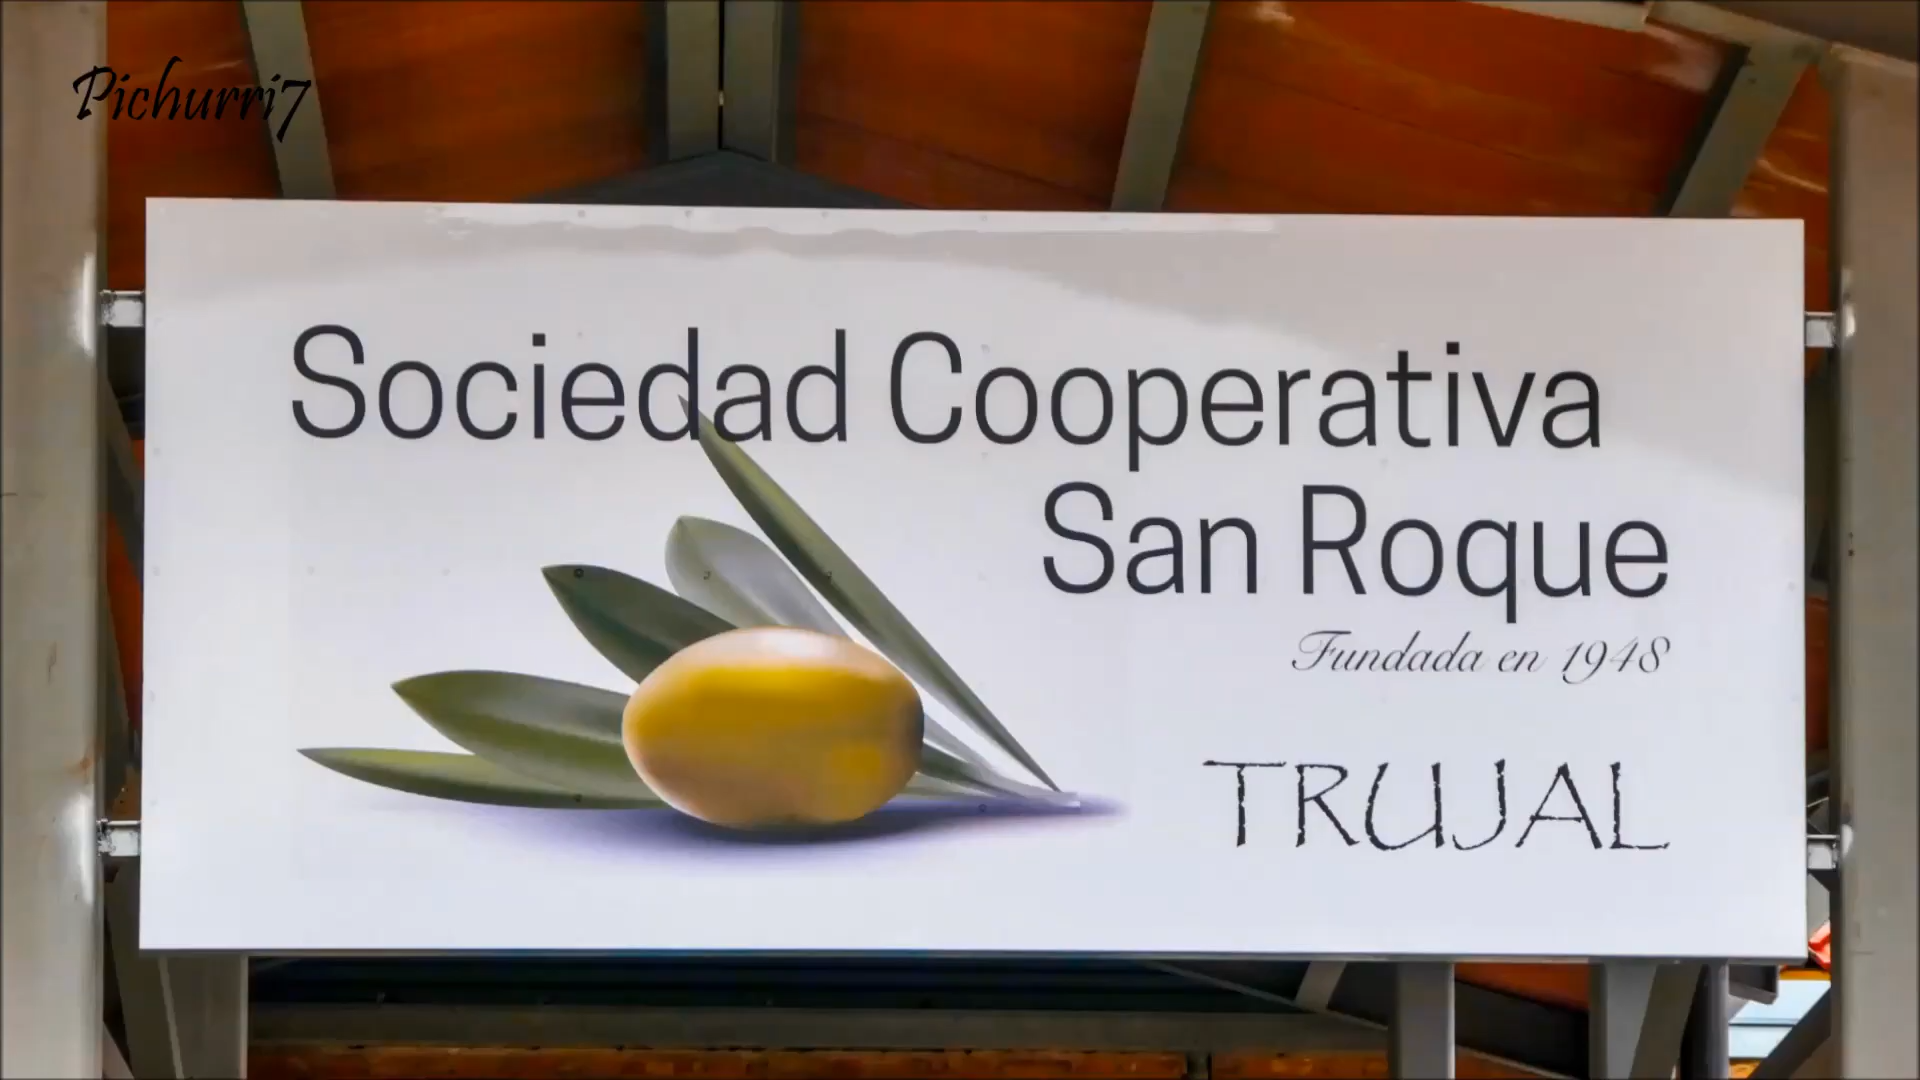 Pichurri7
Sociedad Cooperativa
San Roque
Fundada en 1948
TRUJAL